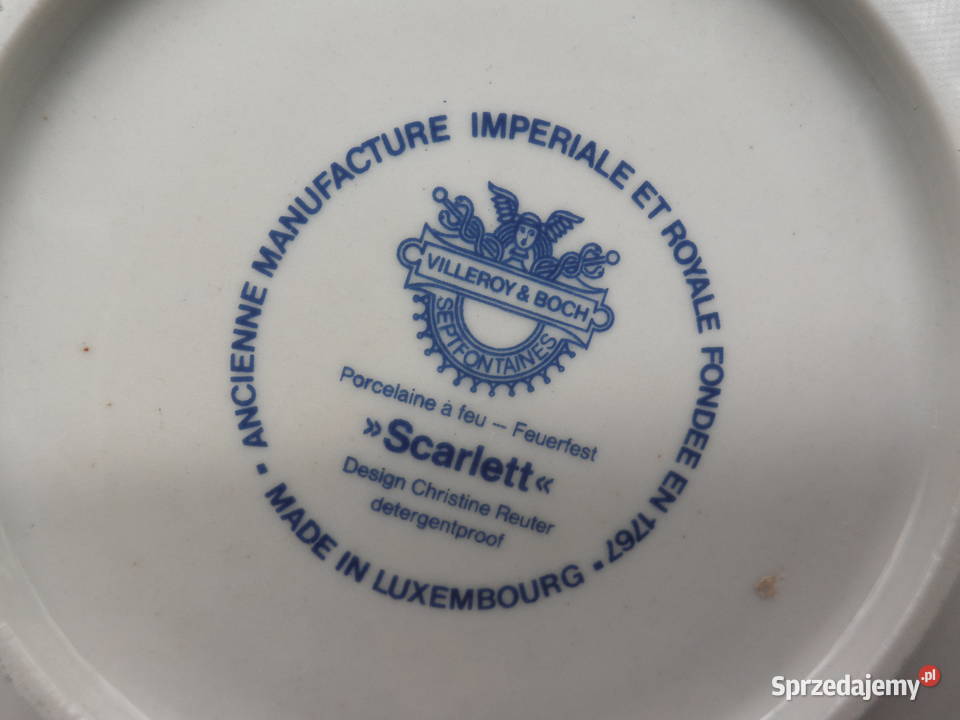 ANCIENNE MANUFACTURE IMPERIALE ET ROYALE FONDEE EN 1767
VILLEROY & BOCH
SEPTFONTAINES
Porcelaine à feu – Feuerfest
»Scarlett«
Design Christine Reuter
detergentproof
• MADE IN LUXEMBOURG •
Sprzedajemy.pl